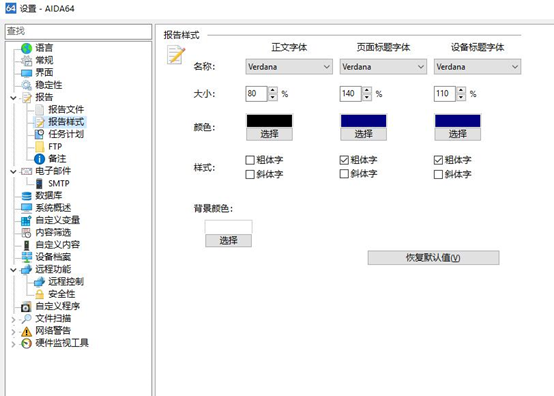 64 设置 - AIDA64
查找
语言
常规
界面
稳定性
报告
报告文件
报告样式
任务计划
FTP
备注
电子邮件
SMTP
数据库
系统概述
自定义变量
内容筛选
自定义内容
设备档案
远程功能
远程控制
安全性
自定义程序
文件扫描
网络警告
硬件监视工具
报告样式
正文字体 页面标题字体 设备标题字体
名称: Verdana Verdana Verdana
大小: 80 % 140 % 110 %
颜色:
选择 选择 选择
样式: 粗体字 粗体字 粗体字
斜体字 斜体字 斜体字
背景颜色:
选择
恢复默认值(V)